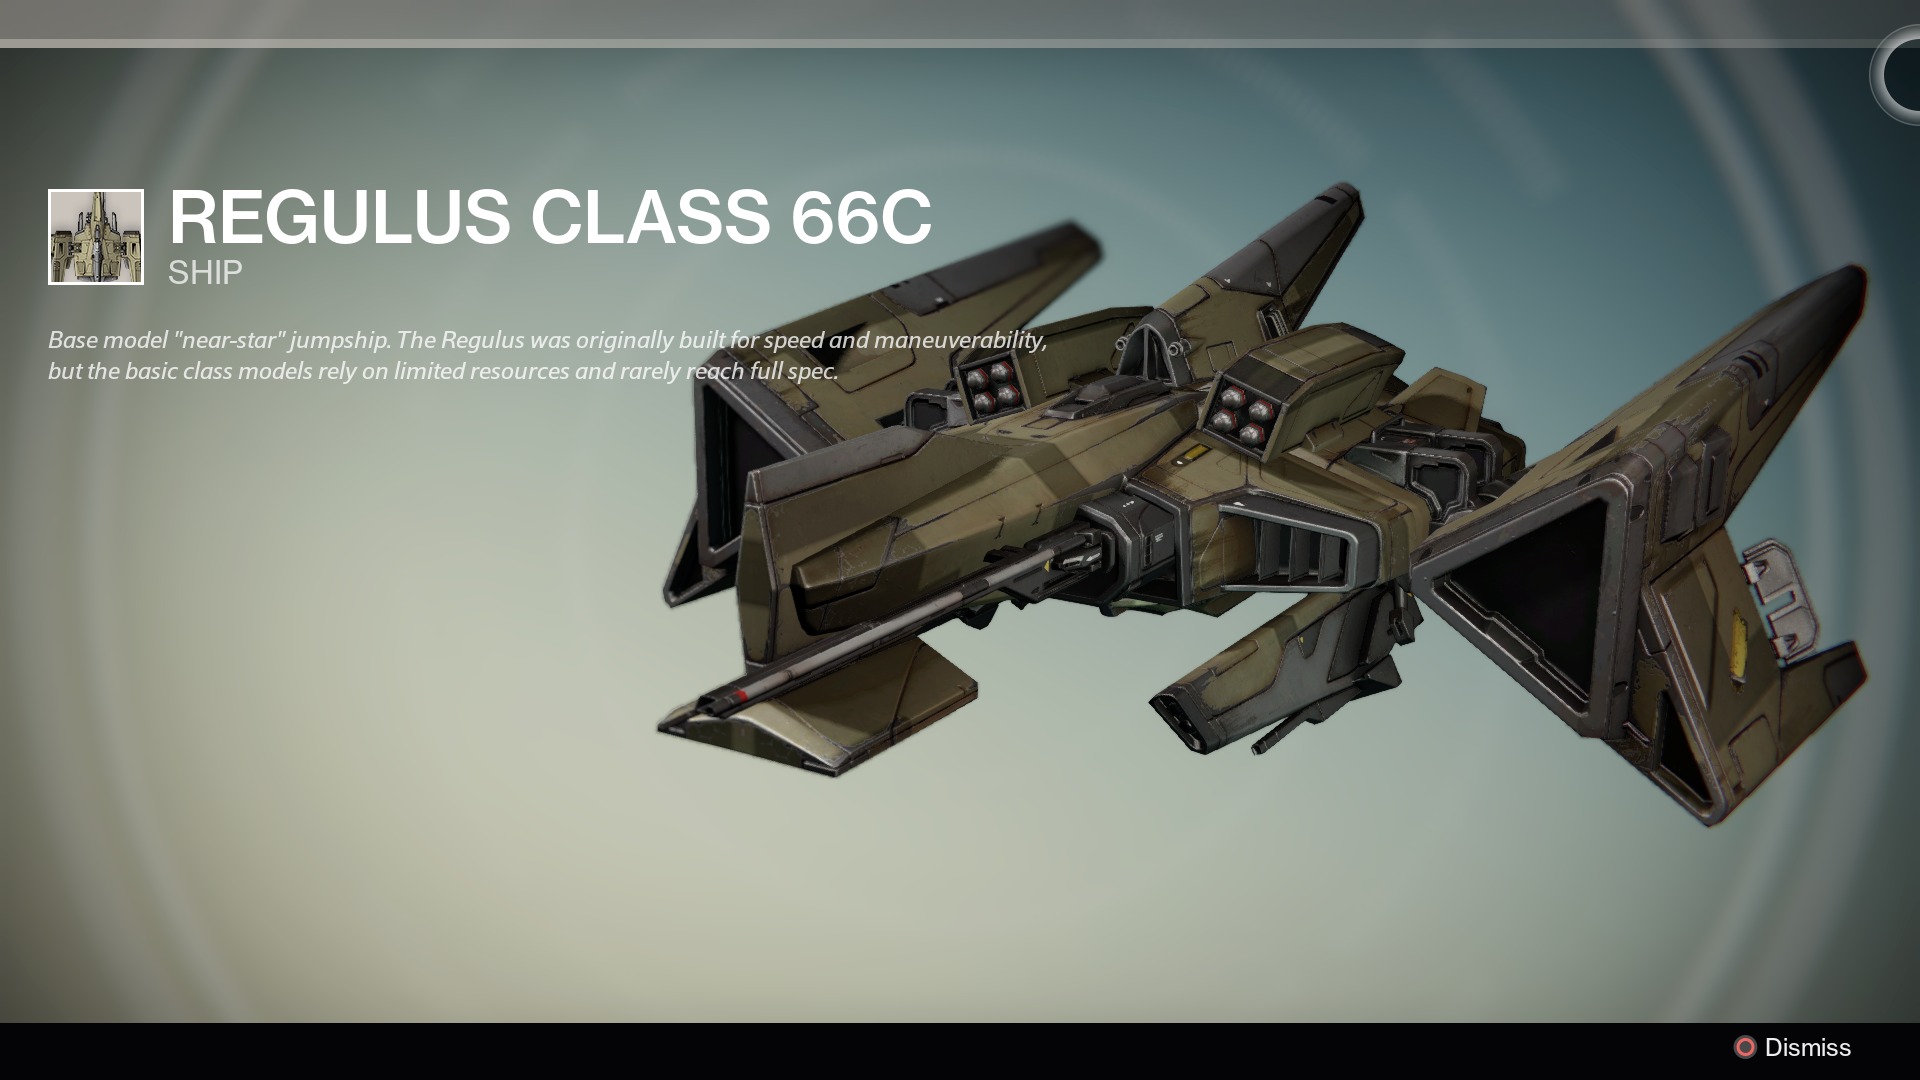 REGULUS CLASS 66C
SHIP
Base model "near-star" jumpship. The Regulus was originally built for speed and maneuverability,
but the basic class models rely on limited resources and rarely reach full spec.
Dismiss